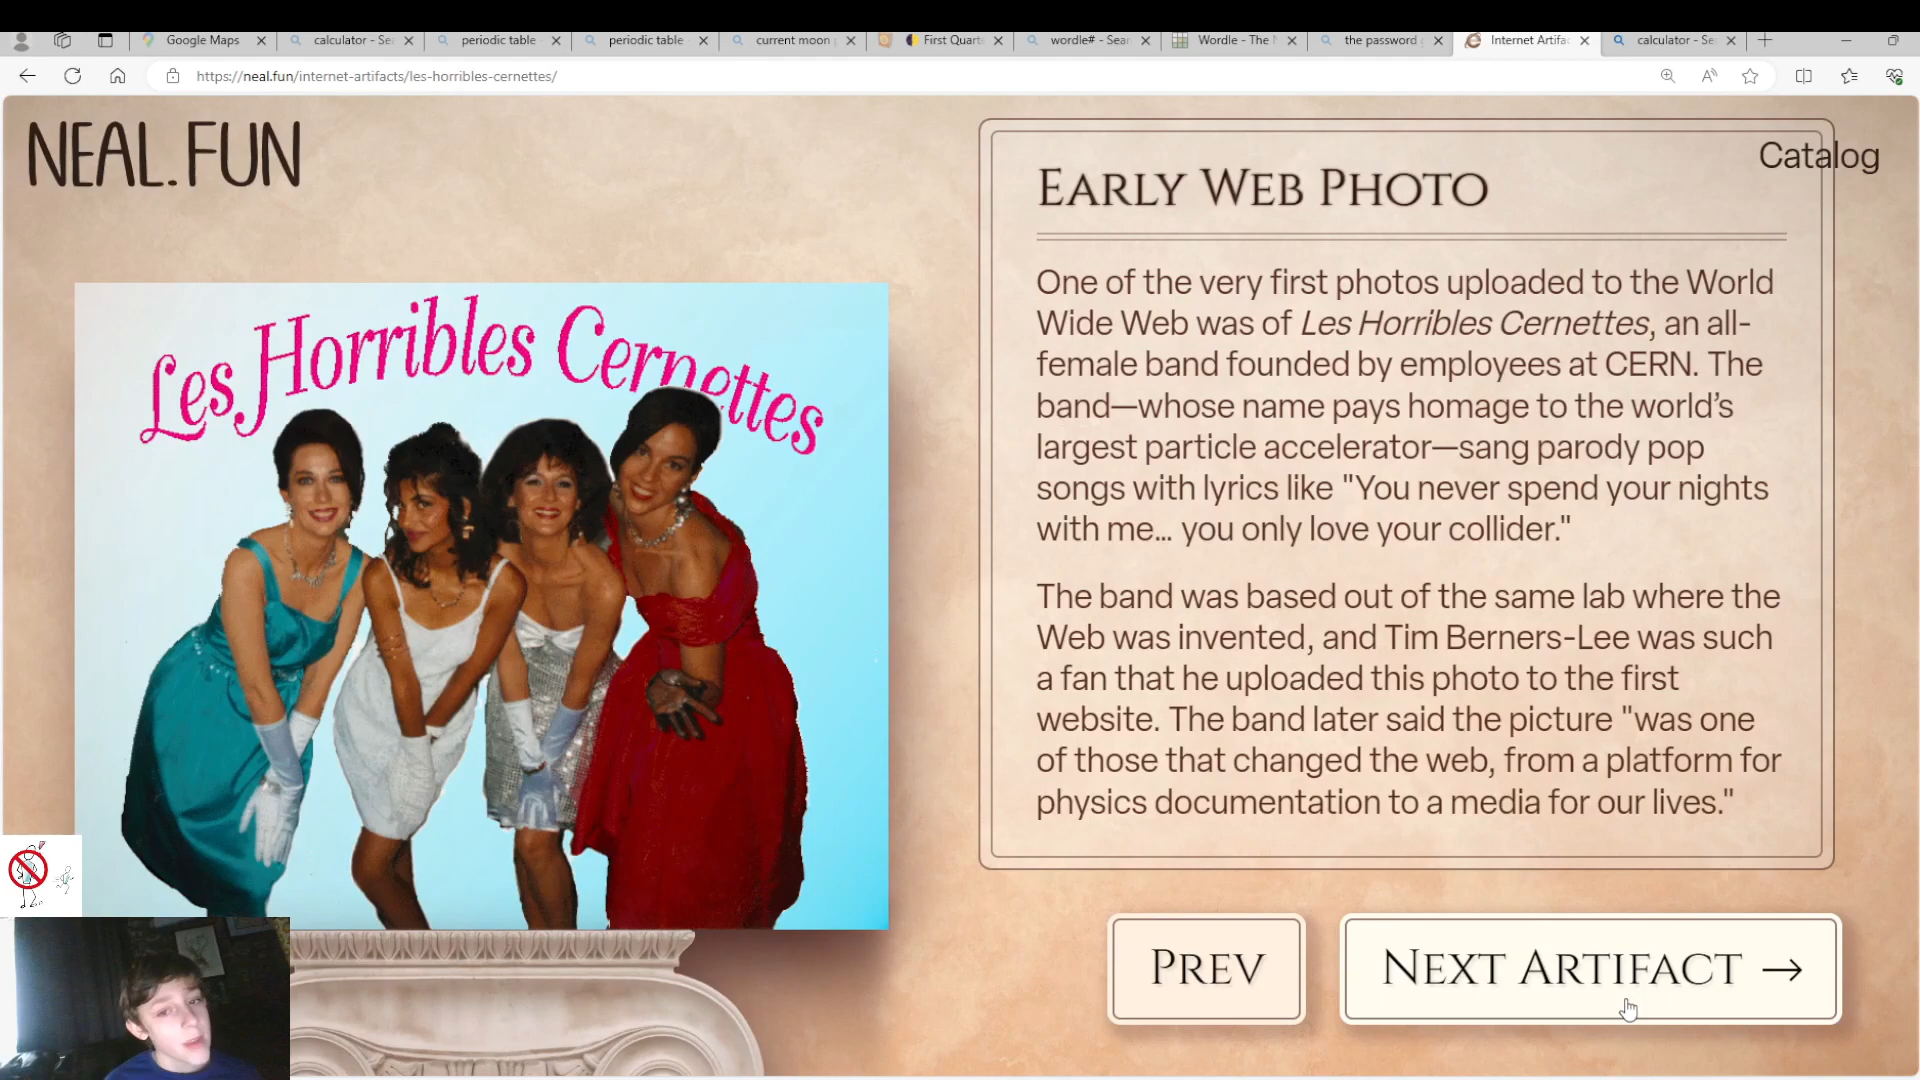 Google Maps
calculator - Se
periodic table
periodic table
current moon
First Quart
wordle# - Sear
Wordle - The N
the password
Internet Artifac
calculator - Se
https://neal.fun/internet-artifacts/les-horribles-cernettes/
NEAL.FUN
Catalog
Les Horribles Cernettes
EARLY WEB PHOTO
One of the very first photos uploaded to the World
Wide Web was of Les Horribles Cernettes, an all-
female band founded by employees at CERN. The
band—whose name pays homage to the world’s
largest particle accelerator—sang parody pop
songs with lyrics like "You never spend your nights
with me... you only love your collider."
The band was based out of the same lab where the
Web was invented, and Tim Berners-Lee was such
a fan that he uploaded this photo to the first
website. The band later said the picture "was one
of those that changed the web, from a platform for
physics documentation to a media for our lives."
PREV
NEXT ARTIFACT →